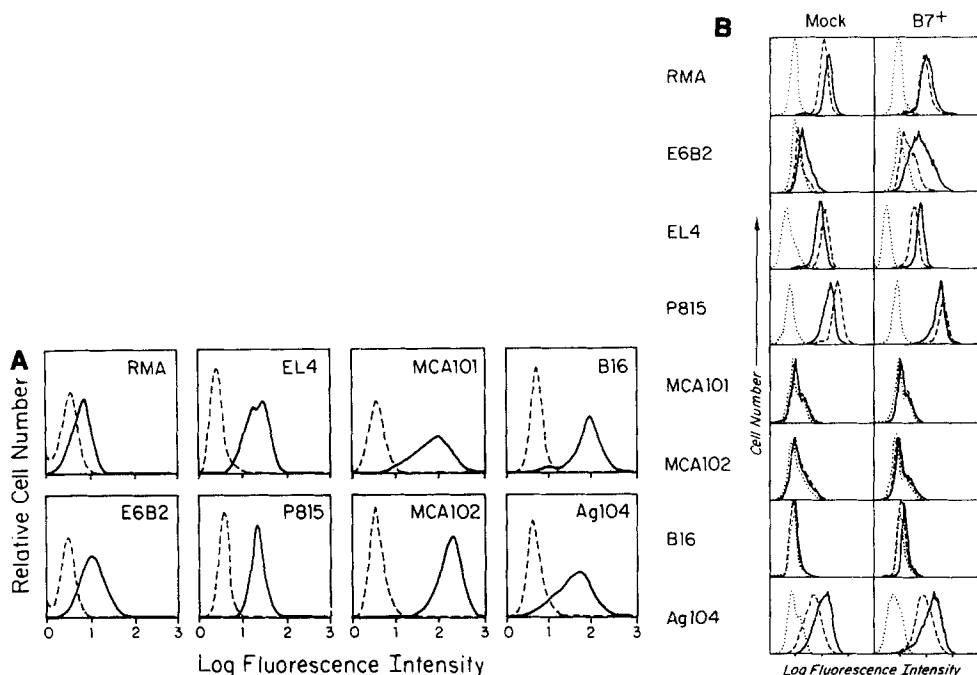 A
RMA
EL4
MCA101
B16
E6B2
P815
MCA102
Ag104
0 1 2 3 0 1 2 3 0 1 2 3 0 1 2 3
Relative Cell Number
Log Fluorescence Intensity
B
Mock B7+
RMA
E6B2
EL4
P815
MCA101
MCA102
B16
Ag104
Cell Number
Log Fluorescence Intensity